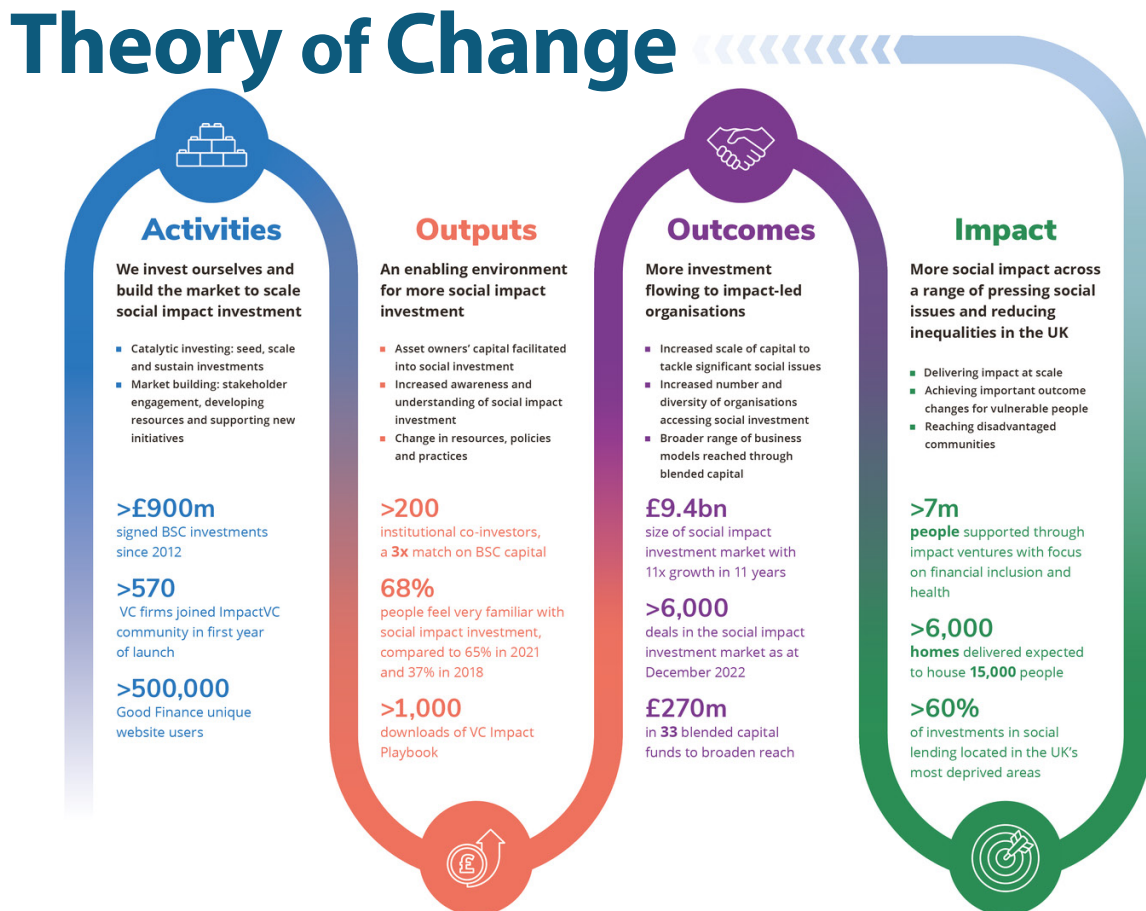 Theory of Change
Activities
We invest ourselves and
build the market to scale
social impact investment
Catalytic investing: seed, scale
and sustain investments
Market building: stakeholder
engagement, developing
resources and supporting new
initiatives
>£900m
signed BSC investments
since 2012
>570
VC firms joined ImpactVC
community in first year
of launch
>500,000
Good Finance unique
website users
Outputs
An enabling environment
for more social impact
investment
Asset owners' capital facilitated
into social investment
Increased awareness and
understanding of social impact
investment
Change in resources, policies
and practices
>200
institutional co-investors,
a 3x match on BSC capital
68%
people feel very familiar with
social impact investment,
compared to 65% in 2021
and 37% in 2018
>1,000
downloads of VC Impact
Playbook
£
Outcomes
More investment
flowing to impact-led
organisations
Increased scale of capital to
tackle significant social issues
Increased number and
diversity of organisations
accessing social investment
Broader range of business
models reached through
blended capital
£9.4bn
size of social impact
investment market with
11x growth in 11 years
>6,000
deals in the social impact
investment market as at
December 2022
£270m
in 33 blended capital
funds to broaden reach
Impact
More social impact across
a range of pressing social
issues and reducing
inequalities in the UK
Delivering impact at scale
Achieving important outcome
changes for vulnerable people
Reaching disadvantaged
communities
>7m
people supported through
impact ventures with focus
on financial inclusion and
health
>6,000
homes delivered expected
to house 15,000 people
>60%
of investments in social
lending located in the UK's
most deprived areas